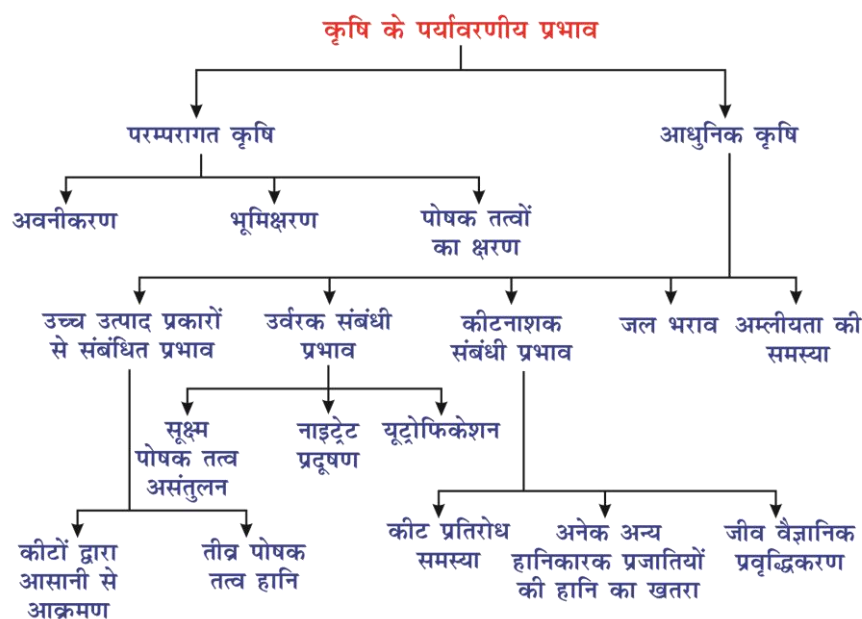 कृषि के पर्यावरणीय प्रभाव
परम्परागत कृषि
आधुनिक कृषि
अवनीकरण
भूमिक्षरण
पोषक तत्वों
का क्षरण
उच्च उत्पाद प्रकारों
से संबंधित प्रभाव
उर्वरक संबंधी
प्रभाव
कीटनाशक
संबंधी प्रभाव
जल भराव
अम्लीयता की
समस्या
सूक्ष्म
पोषक तत्व
असंतुलन
नाइट्रेट
प्रदूषण
यूट्रोफिकेशन
कीटों द्वारा
आसानी से
आक्रमण
तीव्र पोषक
तत्व हानि
कीट प्रतिरोध
समस्या
अनेक अन्य
हानिकारक प्रजातियों
की हानि का खतरा
जीव वैज्ञानिक
प्रवृद्धिकरण